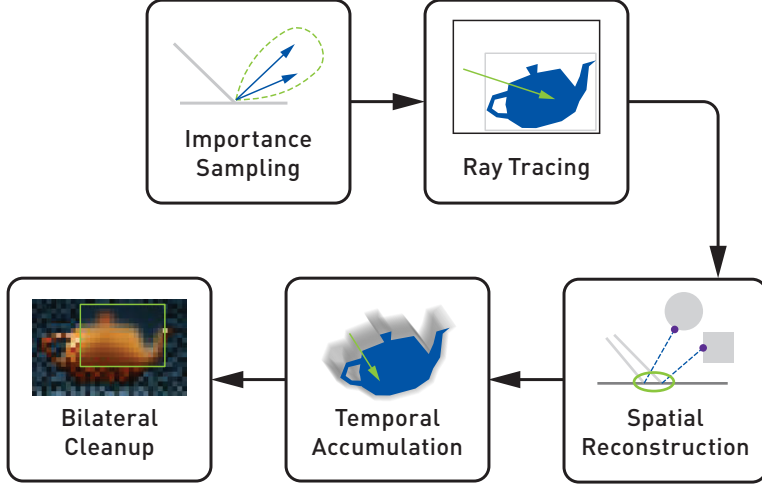 Importance
Sampling
Ray Tracing
Bilateral
Cleanup
Temporal
Accumulation
Spatial
Reconstruction